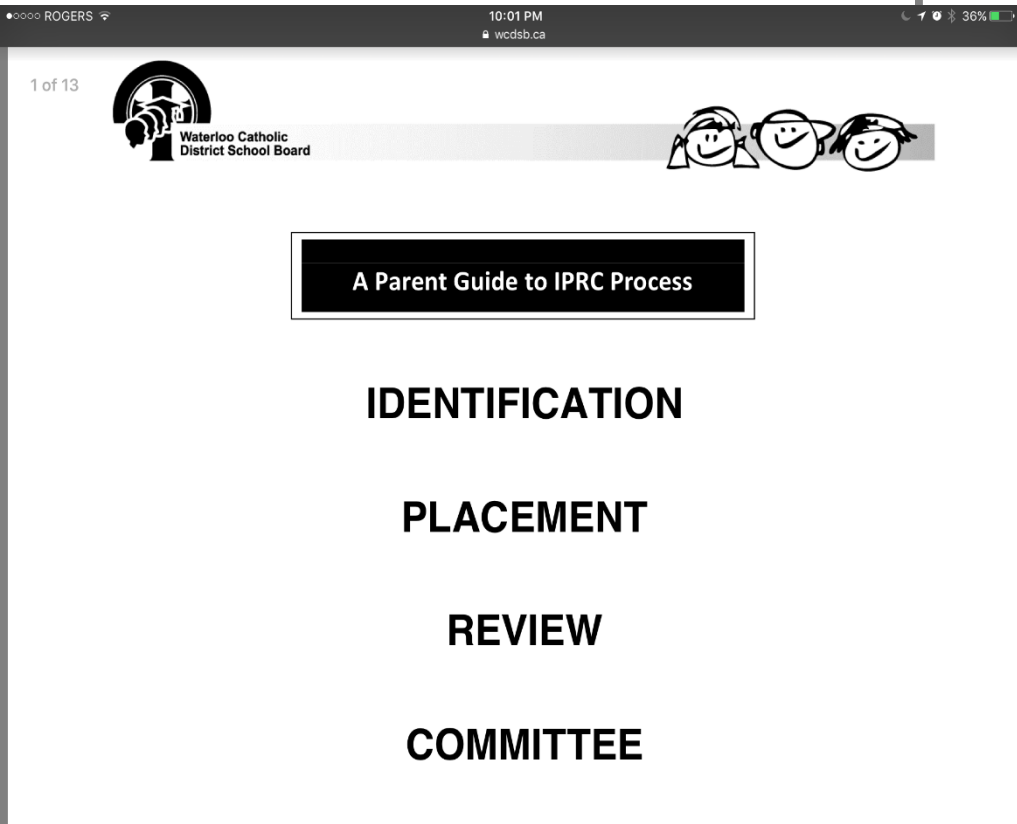 ●○○○○ ROGERS 10:01 PM 36%
wcdsb.ca
1 of 13
Waterloo Catholic
District School Board
A Parent Guide to IPRC Process
IDENTIFICATION
PLACEMENT
REVIEW
COMMITTEE